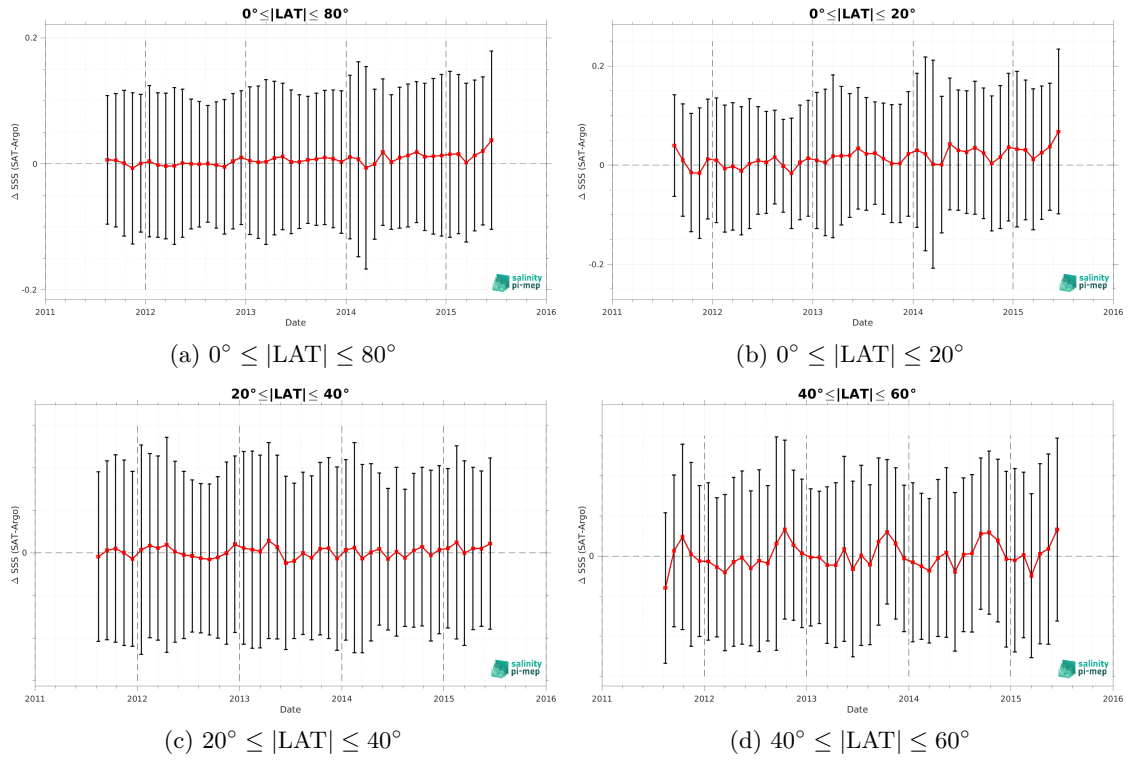 0°≤|LAT|≤ 80°
0.2
0
-0.2
Δ SSS (SAT-Argo)
2011 2012 2013 2014 2015 2016
Date
salinity
pi-mep
(a) 0° ≤ |LAT| ≤ 80°
0°≤|LAT|≤ 20°
0.2
0
-0.2
Δ SSS (SAT-Argo)
2011 2012 2013 2014 2015 2016
Date
salinity
pi-mep
(b) 0° ≤ |LAT| ≤ 20°
20°≤|LAT|≤ 40°
0
Δ SSS (SAT-Argo)
2011 2012 2013 2014 2015 2016
Date
salinity
pi-mep
(c) 20° ≤ |LAT| ≤ 40°
40°≤|LAT|≤ 60°
0
Δ SSS (SAT-Argo)
2011 2012 2013 2014 2015 2016
Date
salinity
pi-mep
(d) 40° ≤ |LAT| ≤ 60°